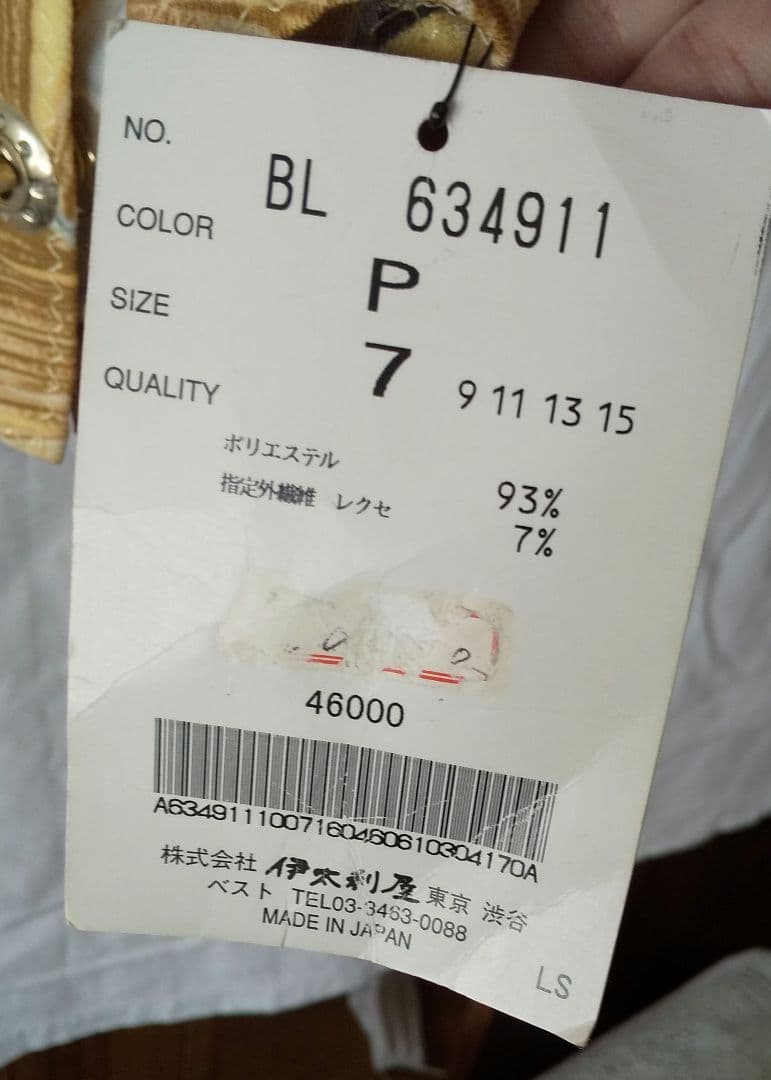 NO. BL 634911
COLOR P
SIZE 7 9 11 13 15
QUALITY
ポリエステル 93%
指定外繊維 レクセ 7%
46000
A6349111007160460610304170A
株式会社 伊太利屋 東京 渋谷
ベスト TEL03-3463-0088
MADE IN JAPAN
LS